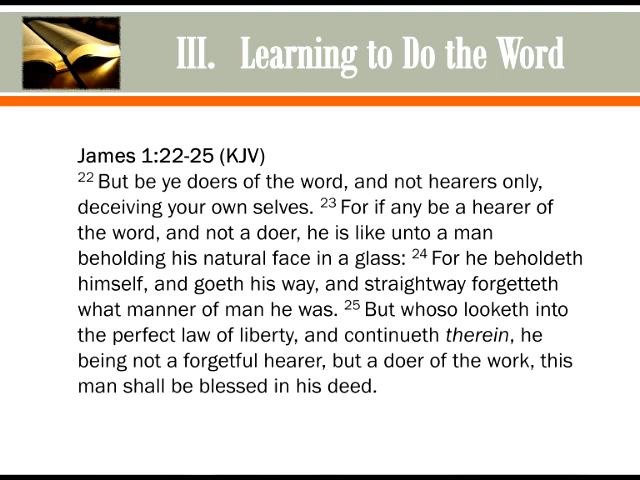 III. Learning to Do the Word
James 1:22-25 (KJV)
22 But be ye doers of the word, and not hearers only,
deceiving your own selves. 23 For if any be a hearer of
the word, and not a doer, he is like unto a man
beholding his natural face in a glass: 24 For he beholdeth
himself, and goeth his way, and straightway forgetteth
what manner of man he was. 25 But whoso looketh into
the perfect law of liberty, and continueth therein, he
being not a forgetful hearer, but a doer of the work, this
man shall be blessed in his deed.